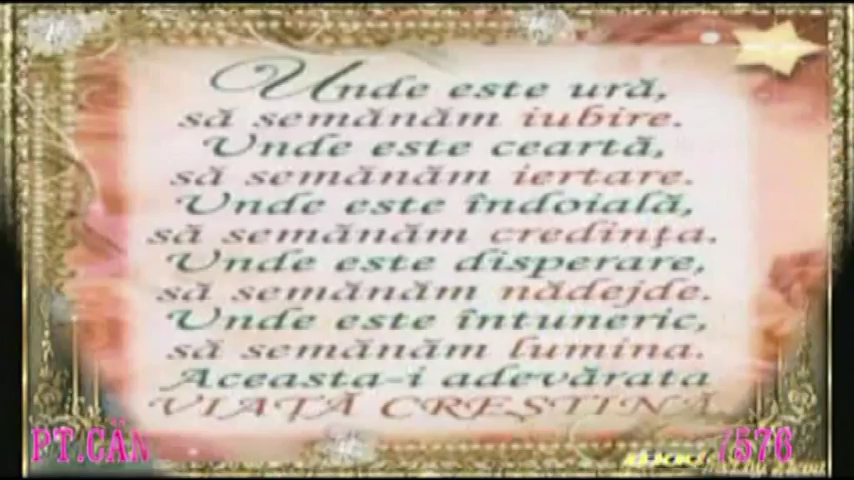 Unde este ură,
să semănăm iubire.
Unde este ceartă,
să semănăm iertare.
Unde este îndoială,
să semănăm credința.
Unde este disperare,
să semănăm nădejde.
Unde este întuneric,
să semănăm lumina.
Aceasta-i adevărata
VIAȚĂ CREȘTINĂ
PT.CÂN
/576